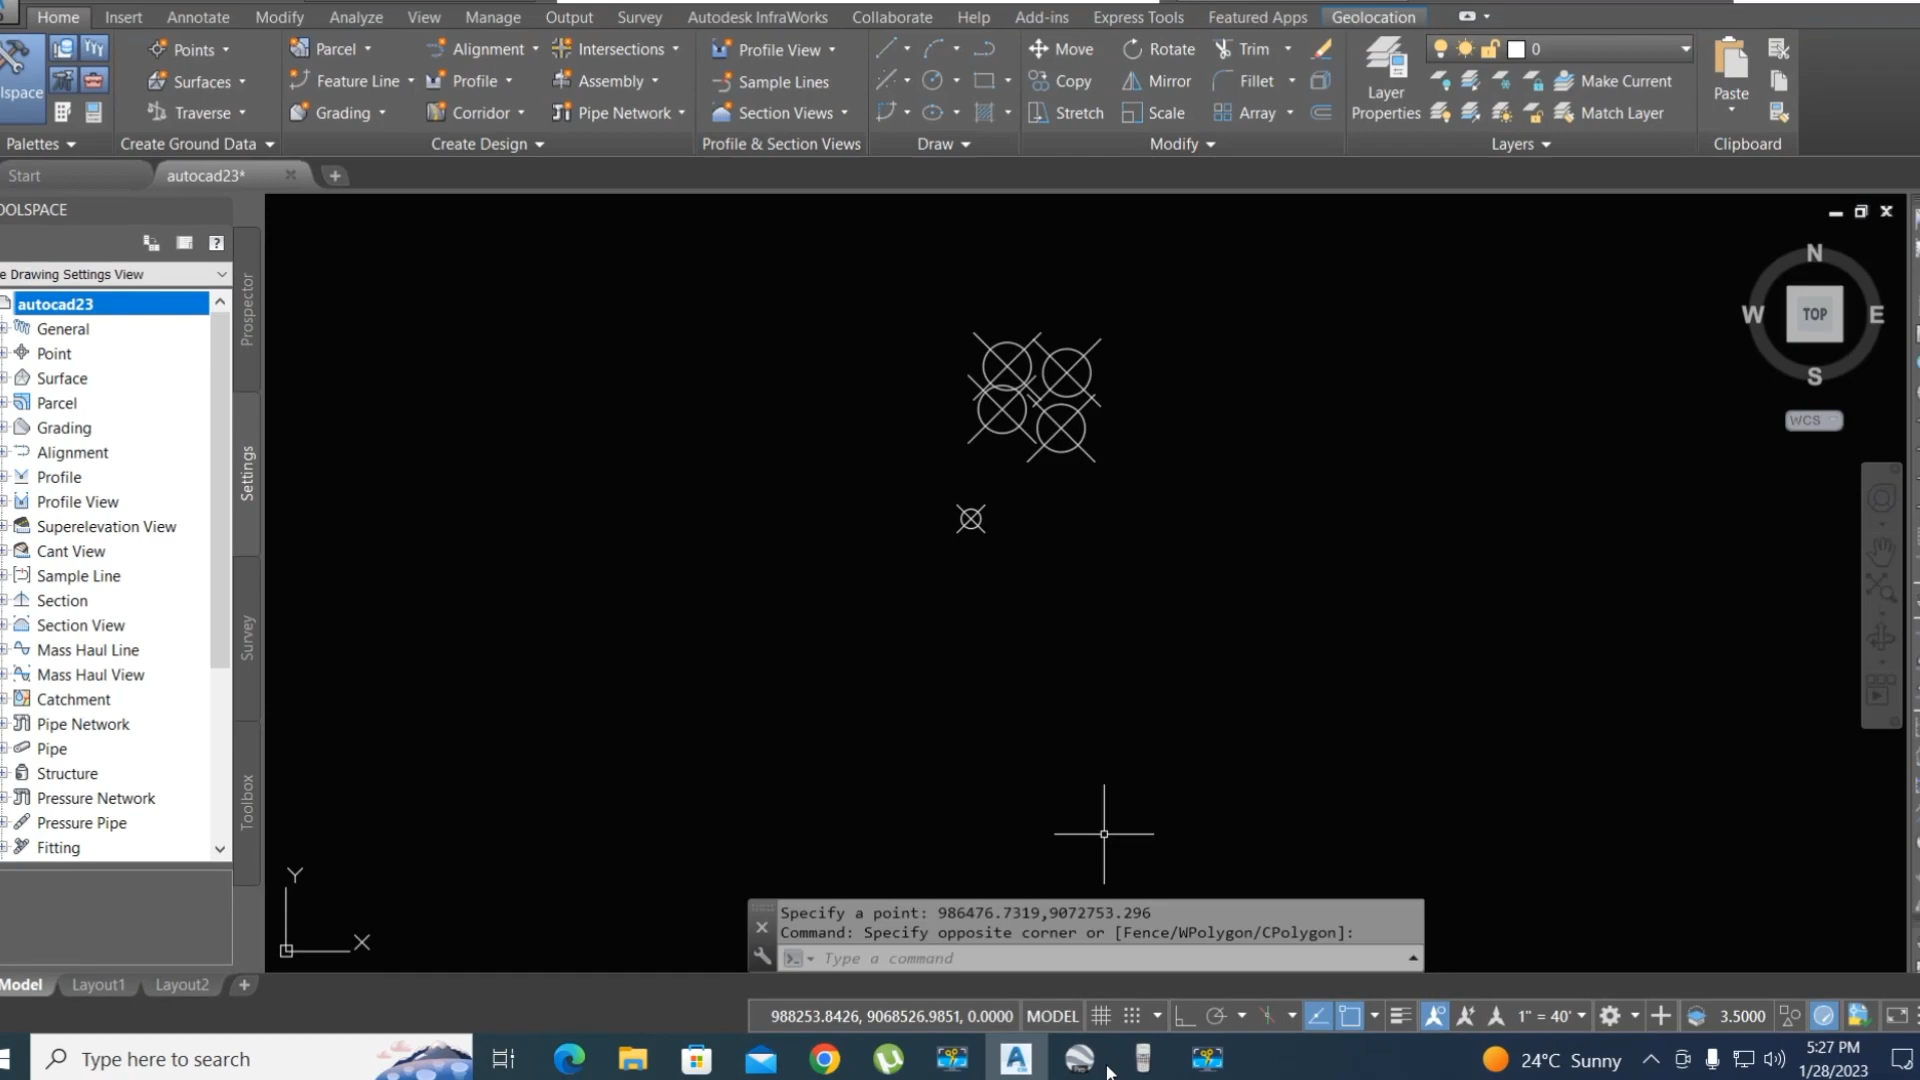 Home Insert Annotate Modify Analyze View Manage Output Survey Autodesk InfraWorks Collaborate Help Add-ins Express Tools Featured Apps Geolocation
Points Parcel Alignment Intersections Profile View Move Rotate Trim 0
Surfaces Feature Line Profile Assembly Sample Lines Copy Mirror Fillet Make Current
lspace Layer Paste
Traverse Grading Corridor Pipe Network Section Views Stretch Scale Array Properties Match Layer
Palettes Create Ground Data Create Design Profile & Section Views Draw Modify Layers Clipboard
Start autocad23*
OOLSPACE
e Drawing Settings View
autocad23
General
Point
Surface
Parcel
Grading
Alignment
Profile
Profile View
Superelevation View
Cant View
Sample Line
Section
Section View
Mass Haul Line
Mass Haul View
Catchment
Pipe Network
Pipe
Structure
Pressure Network
Pressure Pipe
Fitting
Prospector
Settings
Survey
Toolbox
N
W TOP E
S
WCS
Y
X
Specify a point: 986476.7319,9072753.296
Command: Specify opposite corner or [Fence/WPolygon/CPolygon]:
Type a command
Model Layout1 Layout2
988253.8426, 9068526.9851, 0.0000 MODEL 1" = 40' 3.5000
Type here to search
24°C Sunny
5:27 PM
1/28/2023